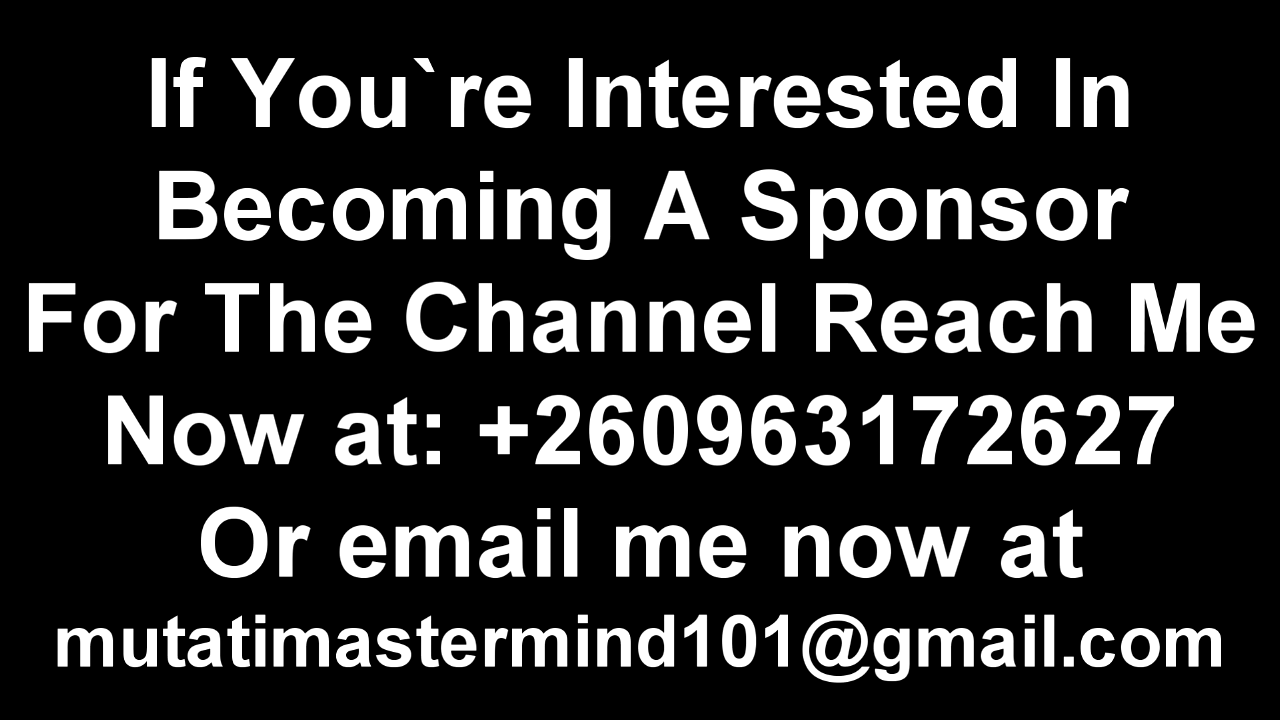 If You`re Interested In
Becoming A Sponsor
For The Channel Reach Me
Now at: +260963172627
Or email me now at
mutatimastermind101@gmail.com